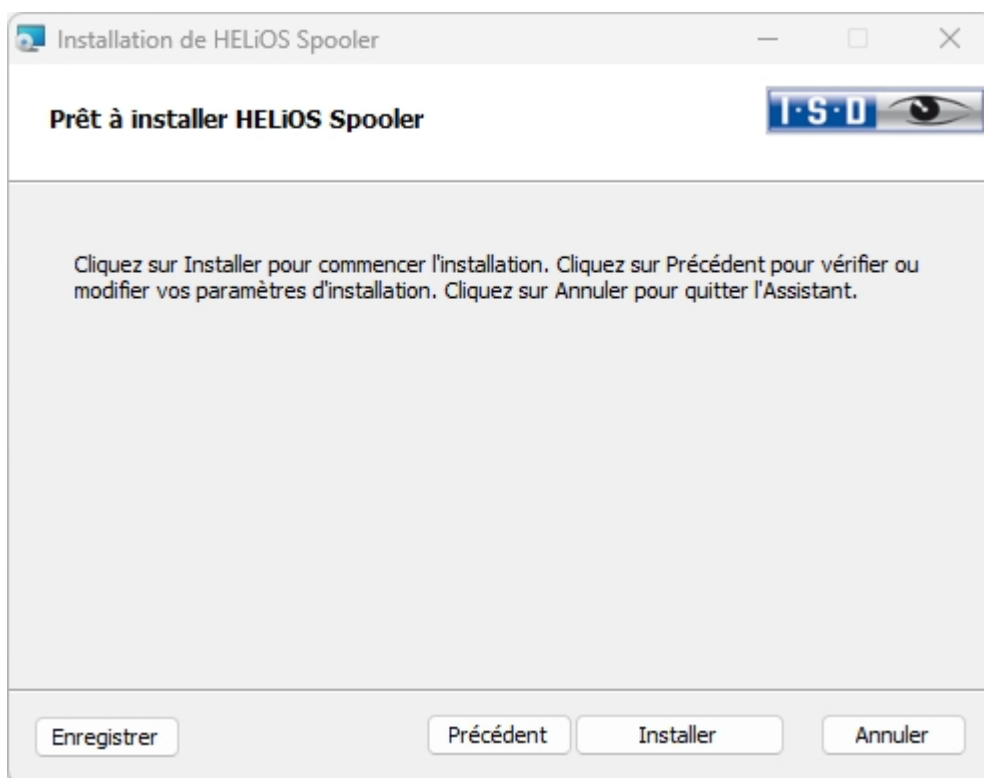 Installation de HELiOS Spooler
Prêt à installer HELiOS Spooler
I·S·D
Cliquez sur Installer pour commencer l'installation. Cliquez sur Précédent pour vérifier ou
modifier vos paramètres d'installation. Cliquez sur Annuler pour quitter l'Assistant.
Enregistrer Précédent Installer Annuler